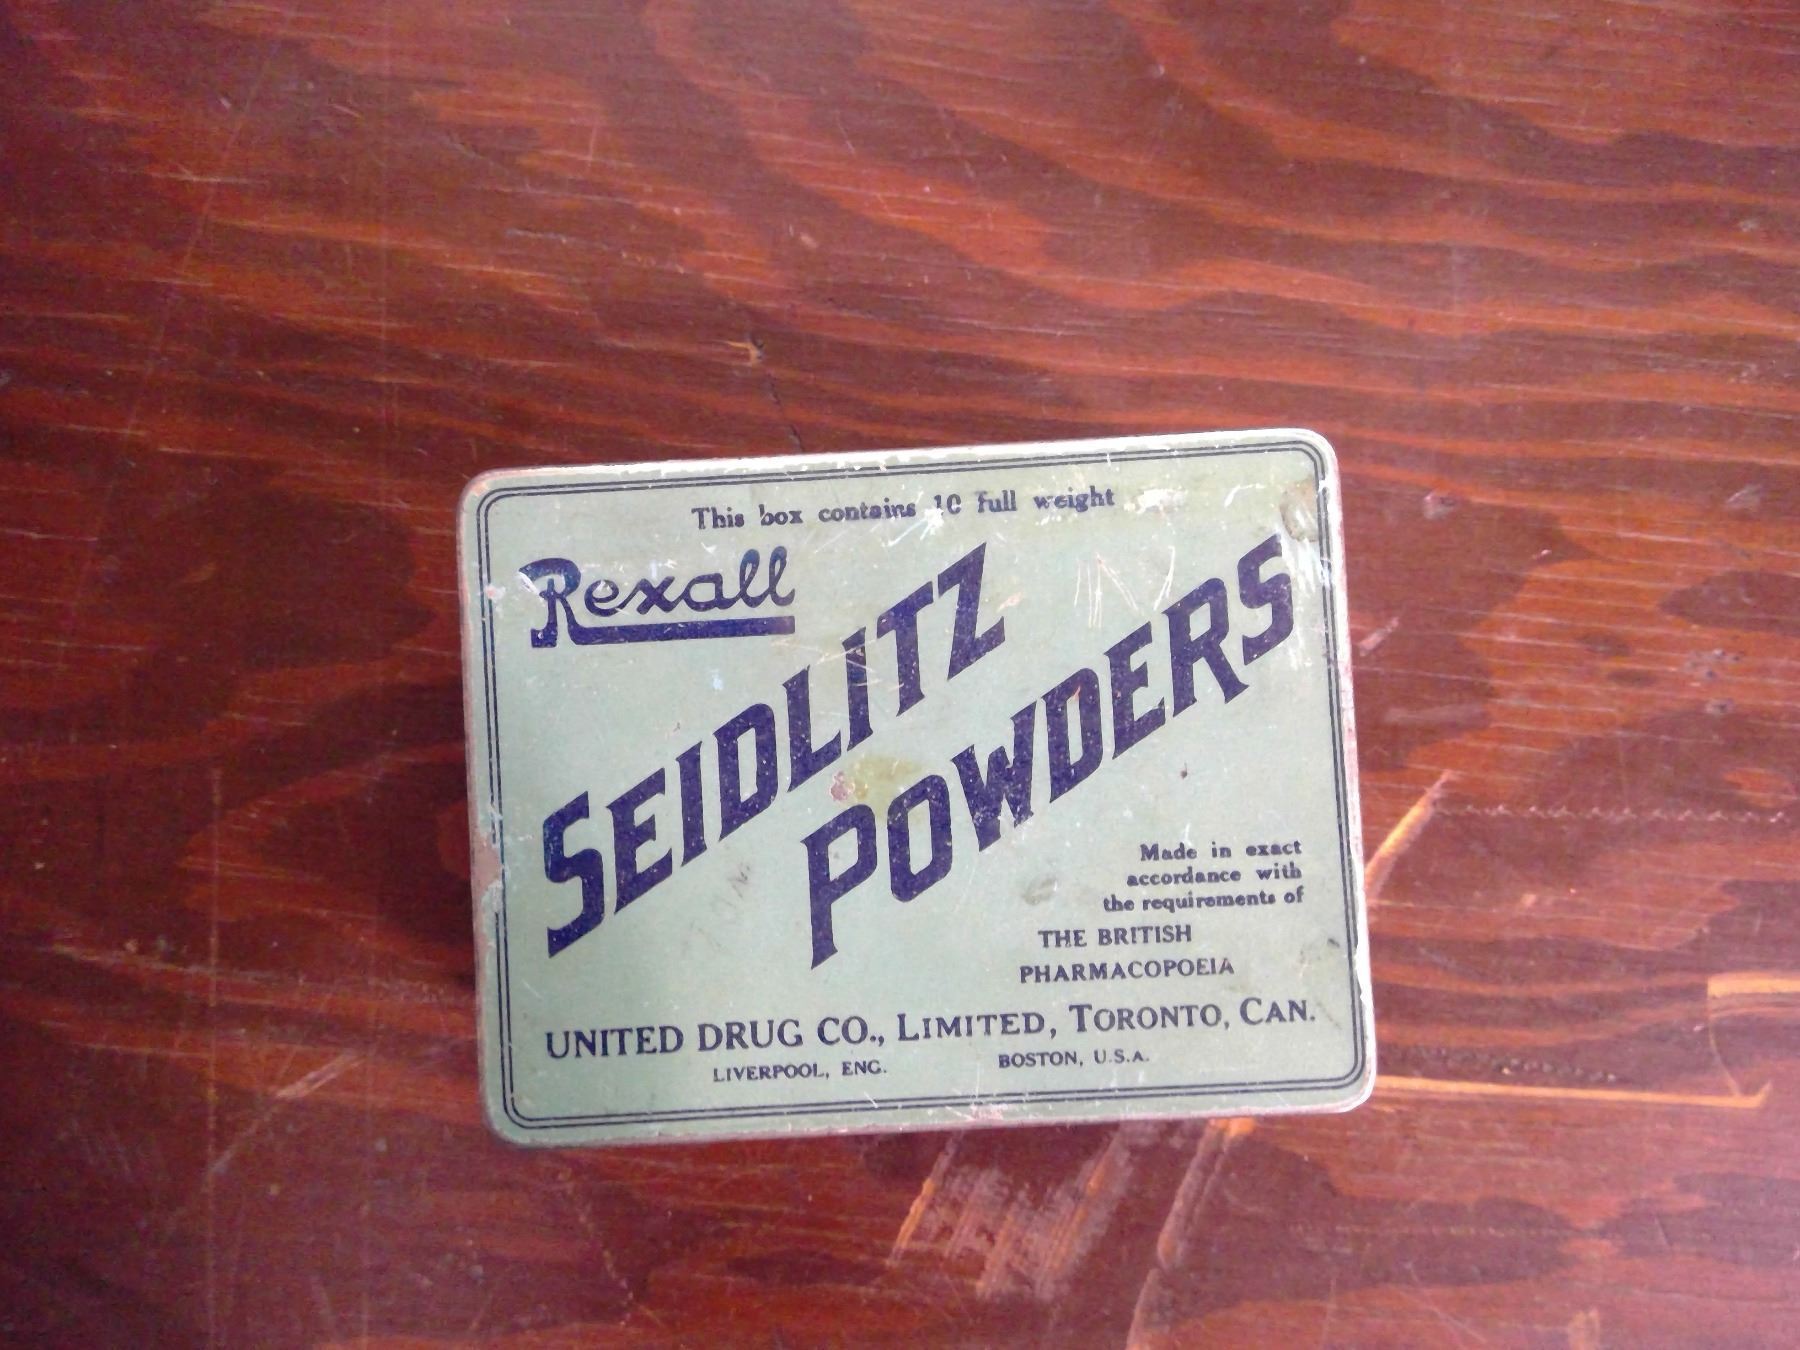 This box contains 10 full weight
Rexall
SEIDLITZ
POWDERS
Made in exact
accordance with
the requirements of
THE BRITISH
PHARMACOPOEIA
UNITED DRUG CO., LIMITED, TORONTO, CAN.
LIVERPOOL, ENG. BOSTON, U.S.A.